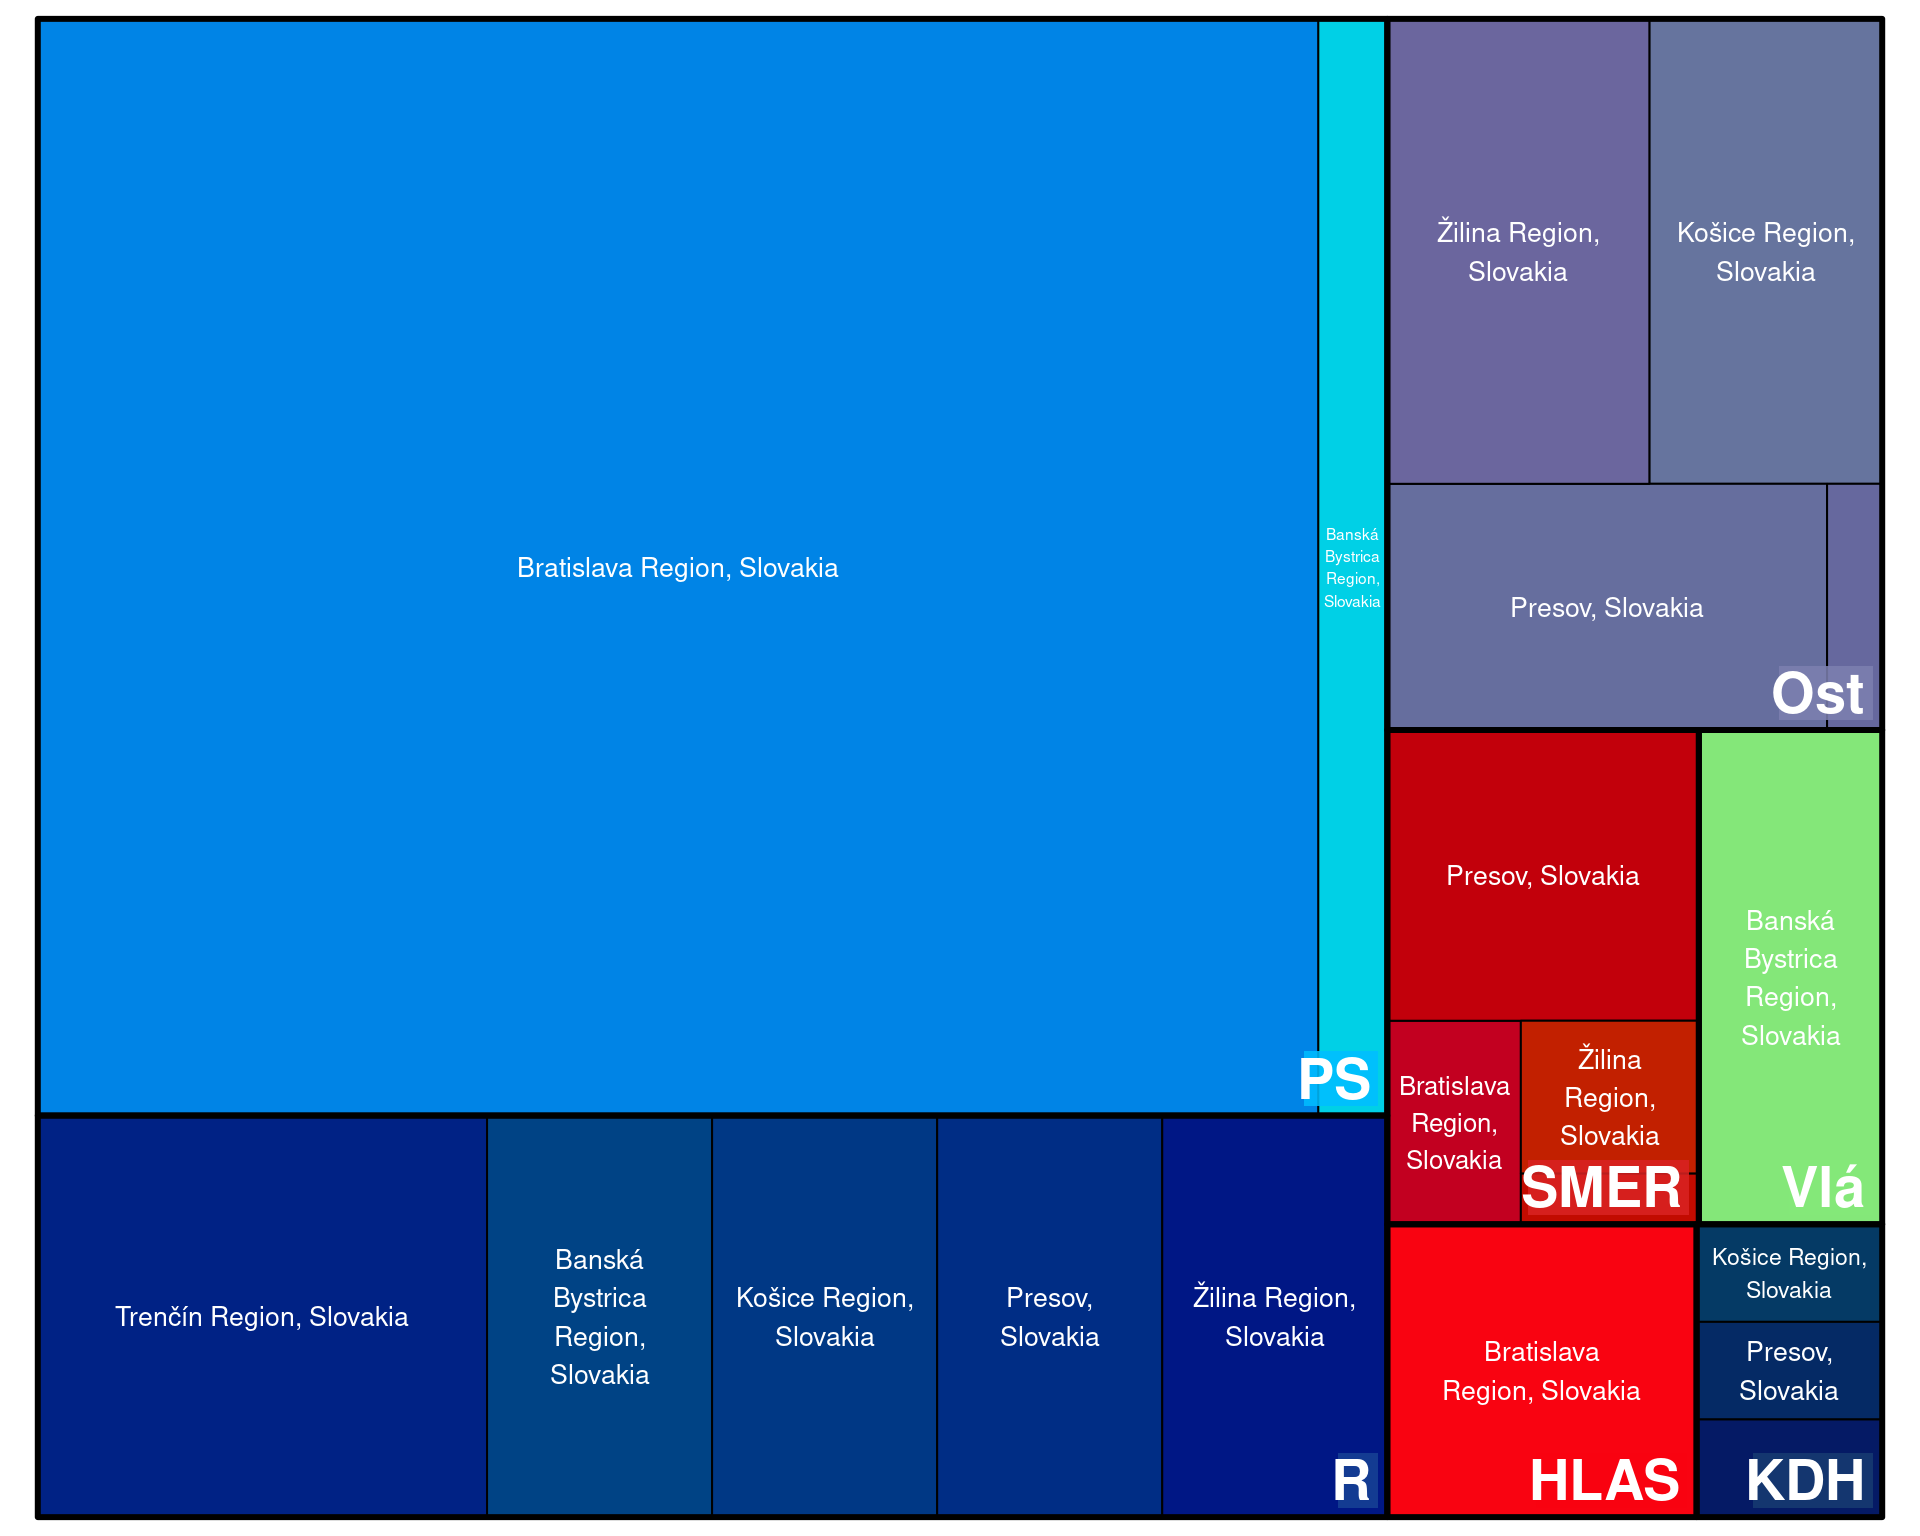 Bratislava Region, Slovakia
Banská
Bystrica
Region,
Slovakia
PS
Trenčín Region, Slovakia
Banská
Bystrica
Region,
Slovakia
Košice Region,
Slovakia
Presov,
Slovakia
Žilina Region,
Slovakia
R
Žilina Region,
Slovakia
Košice Region,
Slovakia
Presov, Slovakia
Ost
Presov, Slovakia
Bratislava
Region,
Slovakia
Žilina
Region,
Slovakia
SMER
Banská
Bystrica
Region,
Slovakia
Vlá
Bratislava
Region, Slovakia
HLAS
Košice Region,
Slovakia
Presov,
Slovakia
KDH